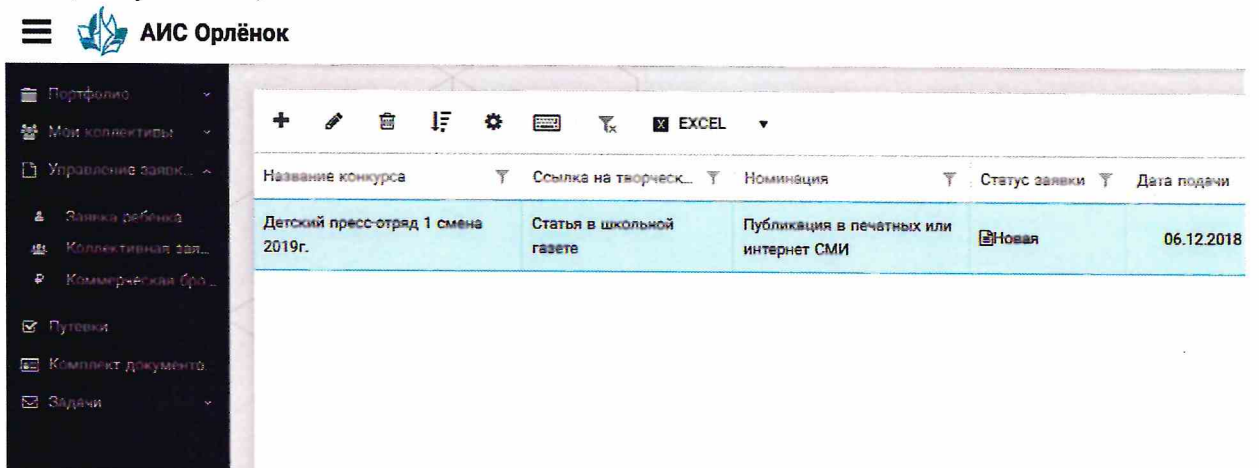 АИС Орлёнок
Портфолио
Мои коллективы
Управление заявк...
Заявка ребенка
Коллективная зая...
Коммерческая бро...
Путевки
Комплект документо
Задачи
EXCEL
Название конкурса Ссылка на творческ... Номинация Статус заявки Дата подачи
Детский пресс-отряд 1 смена Статья в школьной Публикация в печатных или Новая 06.12.2018
2019г. газете интернет СМИ